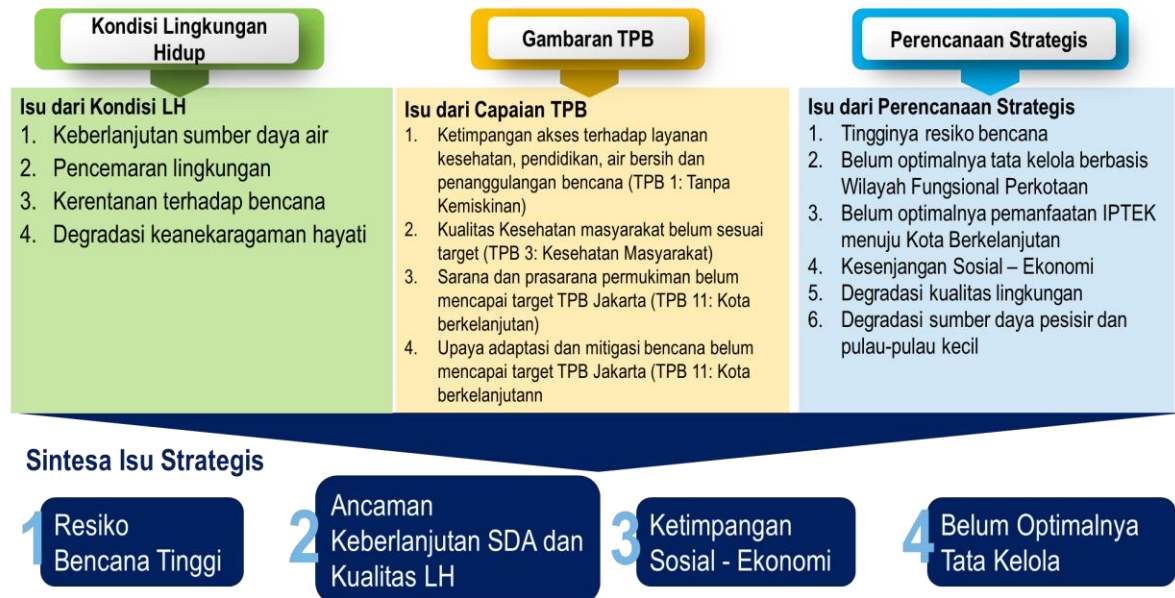 Kondisi Lingkungan
Hidup
Gambaran TPB
Perencanaan Strategis
Isu dari Kondisi LH
1. Keberlanjutan sumber daya air
2. Pencemaran lingkungan
3. Kerentanan terhadap bencana
4. Degradasi keanekaragaman hayati
Isu dari Capaian TPB
1. Ketimpangan akses terhadap layanan
kesehatan, pendidikan, air bersih dan
penanggulangan bencana (TPB 1: Tanpa
Kemiskinan)
2. Kualitas Kesehatan masyarakat belum sesuai
target (TPB 3: Kesehatan Masyarakat)
3. Sarana dan prasarana permukiman belum
mencapai target TPB Jakarta (TPB 11: Kota
berkelanjutan)
4. Upaya adaptasi dan mitigasi bencana belum
mencapai target TPB Jakarta (TPB 11: Kota
berkelanjutann
Isu dari Perencanaan Strategis
1. Tingginya resiko bencana
2. Belum optimalnya tata kelola berbasis
Wilayah Fungsional Perkotaan
3. Belum optimalnya pemanfaatan IPTEK
menuju Kota Berkelanjutan
4. Kesenjangan Sosial – Ekonomi
5. Degradasi kualitas lingkungan
6. Degradasi sumber daya pesisir dan
pulau-pulau kecil
Sintesa Isu Strategis
1 Resiko
Bencana Tinggi
2 Ancaman
Keberlanjutan SDA dan
Kualitas LH
3 Ketimpangan
Sosial - Ekonomi
4 Belum Optimalnya
Tata Kelola